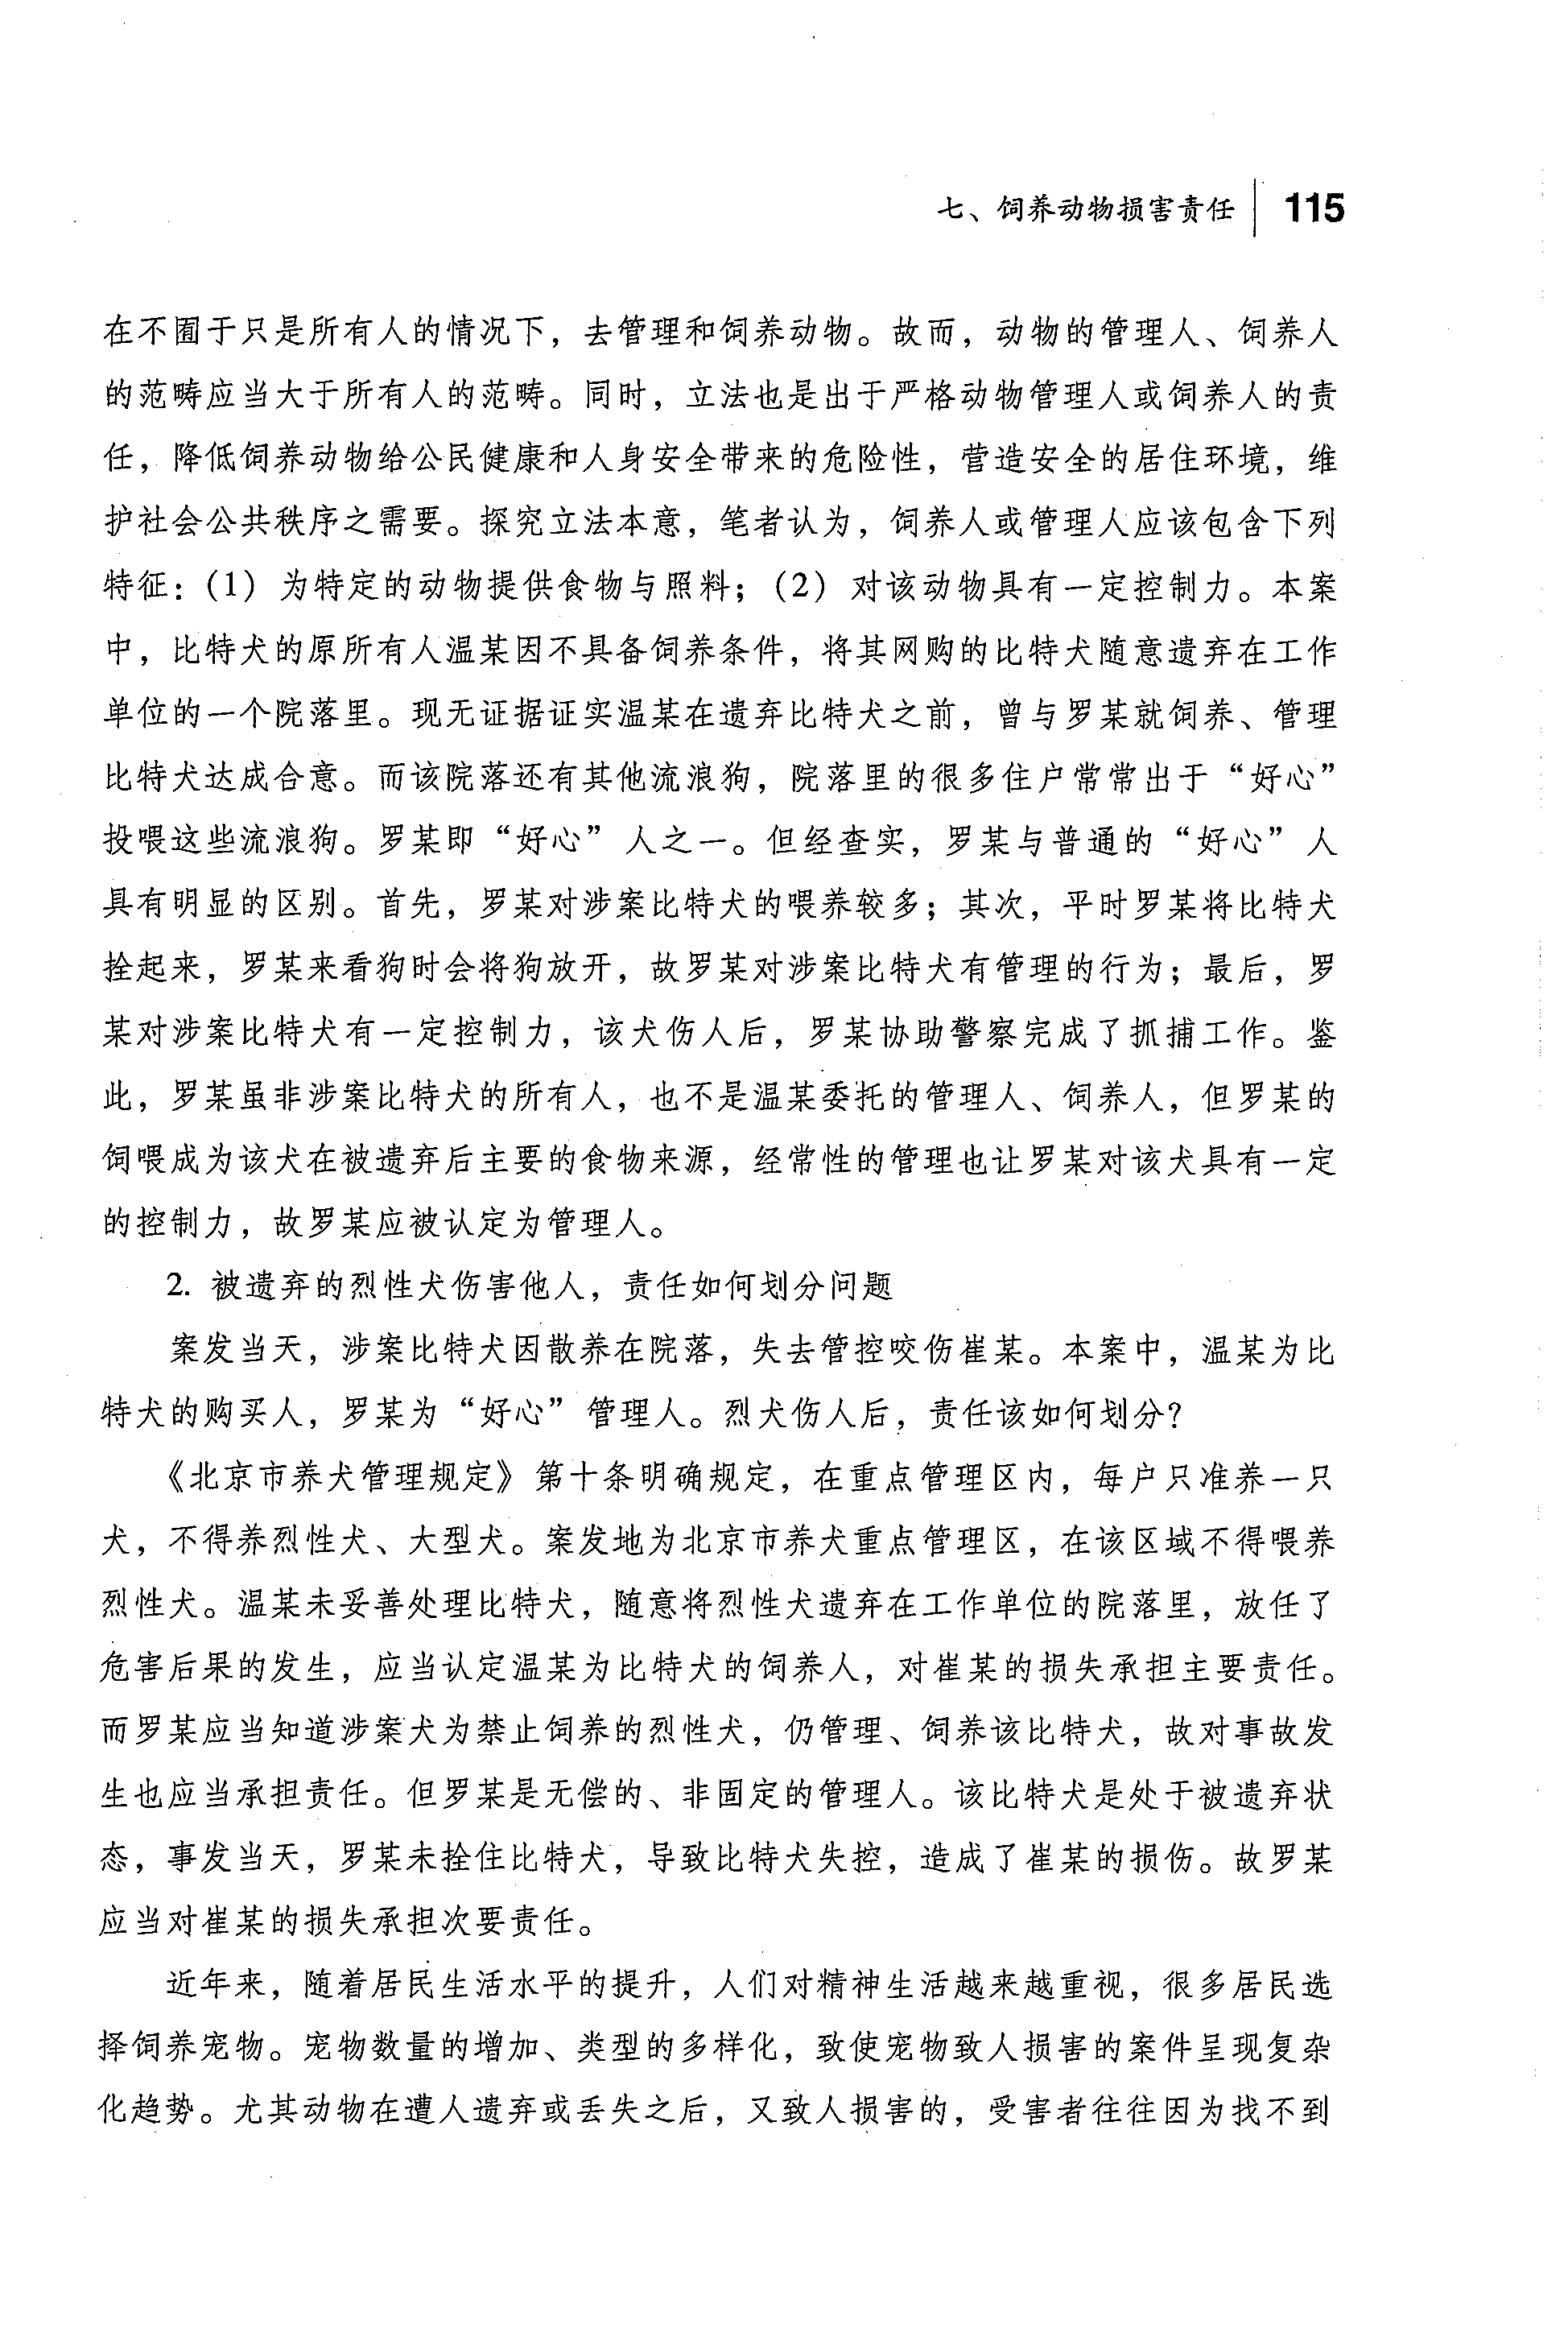 七、饲养动物损害责任 115
在不囿于只是所有人的情况下，去管理和饲养动物。故而，动物的管理人、饲养人
的范畴应当大于所有人的范畴。同时，立法也是出于严格动物管理人或饲养人的责
任，降低饲养动物给公民健康和人身安全带来的危险性，营造安全的居住环境，维
护社会公共秩序之需要。探究立法本意，笔者认为，饲养人或管理人应该包含下列
特征：（1）为特定的动物提供食物与照料；（2）对该动物具有一定控制力。本案
中，比特犬的原所有人温某因不具备饲养条件，将其网购的比特犬随意遗弃在工作
单位的一个院落里。现无证据证实温某在遗弃比特犬之前，曾与罗某就饲养、管理
比特犬达成合意。而该院落还有其他流浪狗，院落里的很多住户常常出于“好心”
投喂这些流浪狗。罗某即“好心”人之一。但经查实，罗某与普通的“好心”人
具有明显的区别。首先，罗某对涉案比特犬的喂养较多；其次，平时罗某将比特犬
拴起来，罗某来看狗时会将狗放开，故罗某对涉案比特犬有管理的行为；最后，罗
某对涉案比特犬有一定控制力，该犬伤人后，罗某协助警察完成了抓捕工作。鉴
此，罗某虽非涉案比特犬的所有人，也不是温某委托的管理人、饲养人，但罗某的
饲喂成为该犬在被遗弃后主要的食物来源，经常性的管理也让罗某对该犬具有一定
的控制力，故罗某应被认定为管理人。
2. 被遗弃的烈性犬伤害他人，责任如何划分问题
案发当天，涉案比特犬因散养在院落，失去管控咬伤崔某。本案中，温某为比
特犬的购买人，罗某为“好心”管理人。烈犬伤人后，责任该如何划分？
《北京市养犬管理规定》第十条明确规定，在重点管理区内，每户只准养一只
犬，不得养烈性犬、大型犬。案发地为北京市养犬重点管理区，在该区域不得喂养
烈性犬。温某未妥善处理比特犬，随意将烈性犬遗弃在工作单位的院落里，放任了
危害后果的发生，应当认定温某为比特犬的饲养人，对崔某的损失承担主要责任。
而罗某应当知道涉案犬为禁止饲养的烈性犬，仍管理、饲养该比特犬，故对事故发
生也应当承担责任。但罗某是无偿的、非固定的管理人。该比特犬是处于被遗弃状
态，事发当天，罗某未拴住比特犬，导致比特犬失控，造成了崔某的损伤。故罗某
应当对崔某的损失承担次要责任。
近年来，随着居民生活水平的提升，人们对精神生活越来越重视，很多居民选
择饲养宠物。宠物数量的增加、类型的多样化，致使宠物致人损害的案件呈现复杂
化趋势。尤其动物在遭人遗弃或丢失之后，又致人损害的，受害者往往因为找不到